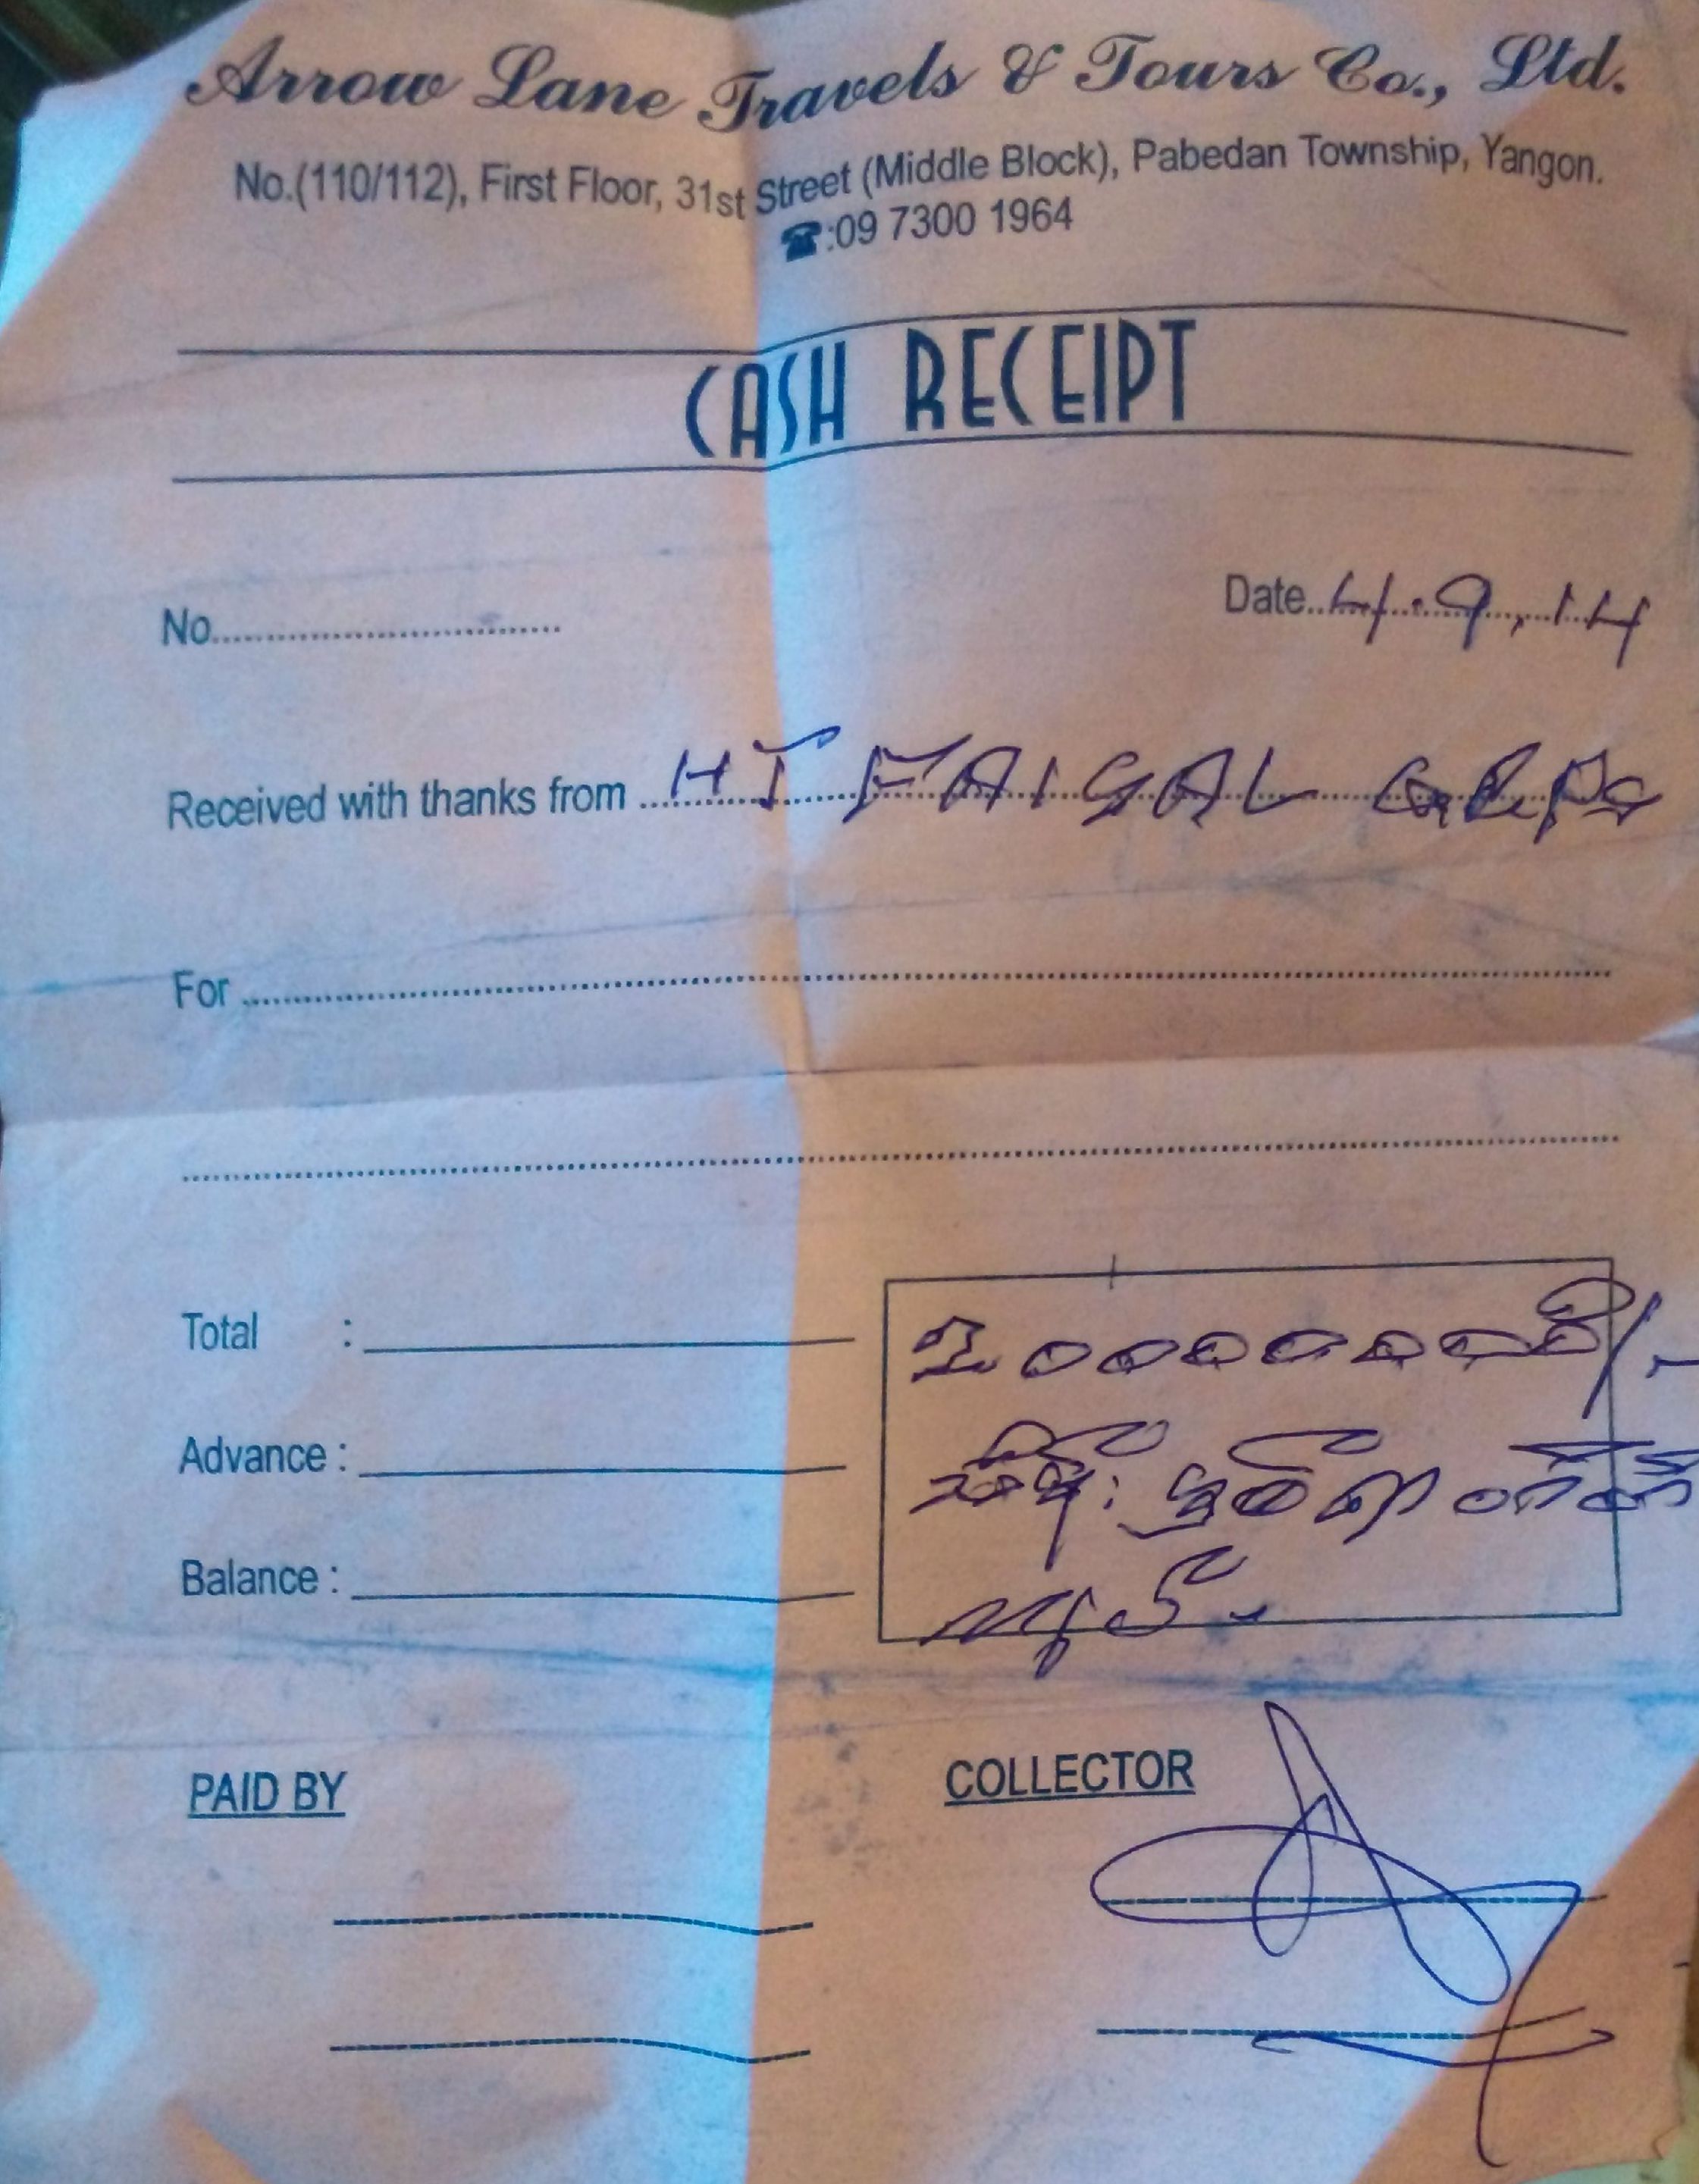 Arrow Lane Travels & Tours Co., Ltd.
No.(110/112), First Floor, 31st Street (Middle Block), Pabedan Township, Yangon.
☎:09 7300 1964
CASH RECEIPT
No.............................
Date..4.9.14
Received with thanks from HJ FAISAL
For
Total :
Advance :
Balance :
PAID BY
COLLECTOR